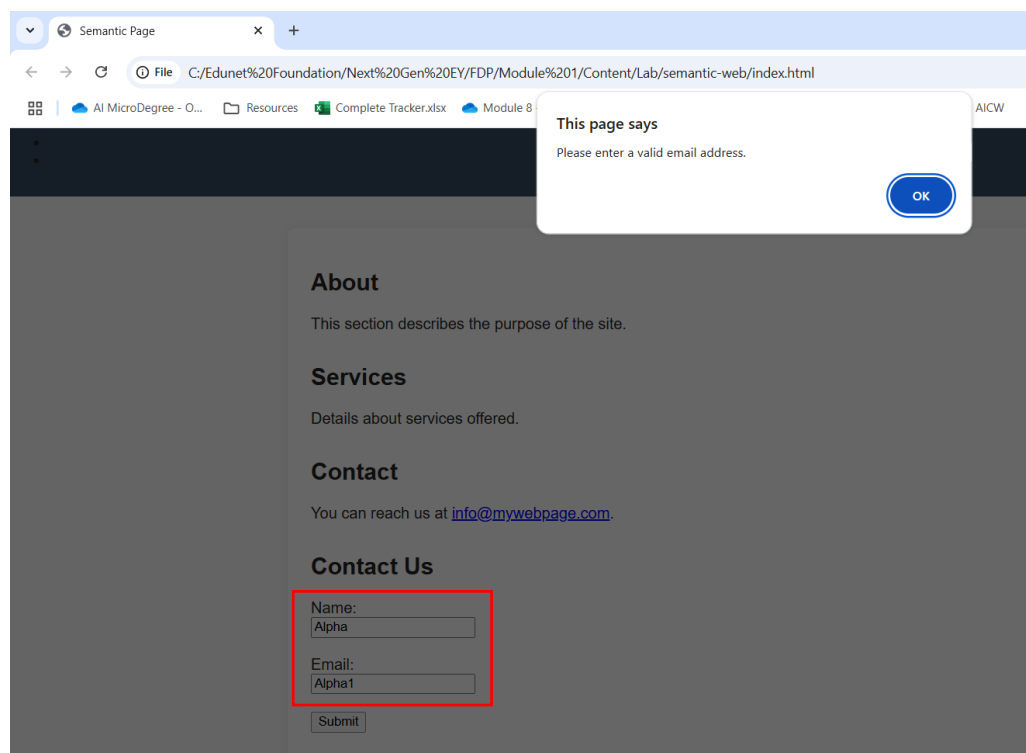 Semantic Page
File C:/Edunet%20Foundation/Next%20Gen%20EY/FDP/Module%201/Content/Lab/semantic-web/index.html
AI MicroDegree - O... Resources Complete Tracker.xlsx Module 8 AICW
This page says
Please enter a valid email address.
OK
About
This section describes the purpose of the site.
Services
Details about services offered.
Contact
You can reach us at info@mywebpage.com.
Contact Us
Name:
Alpha
Email:
Alpha1
Submit